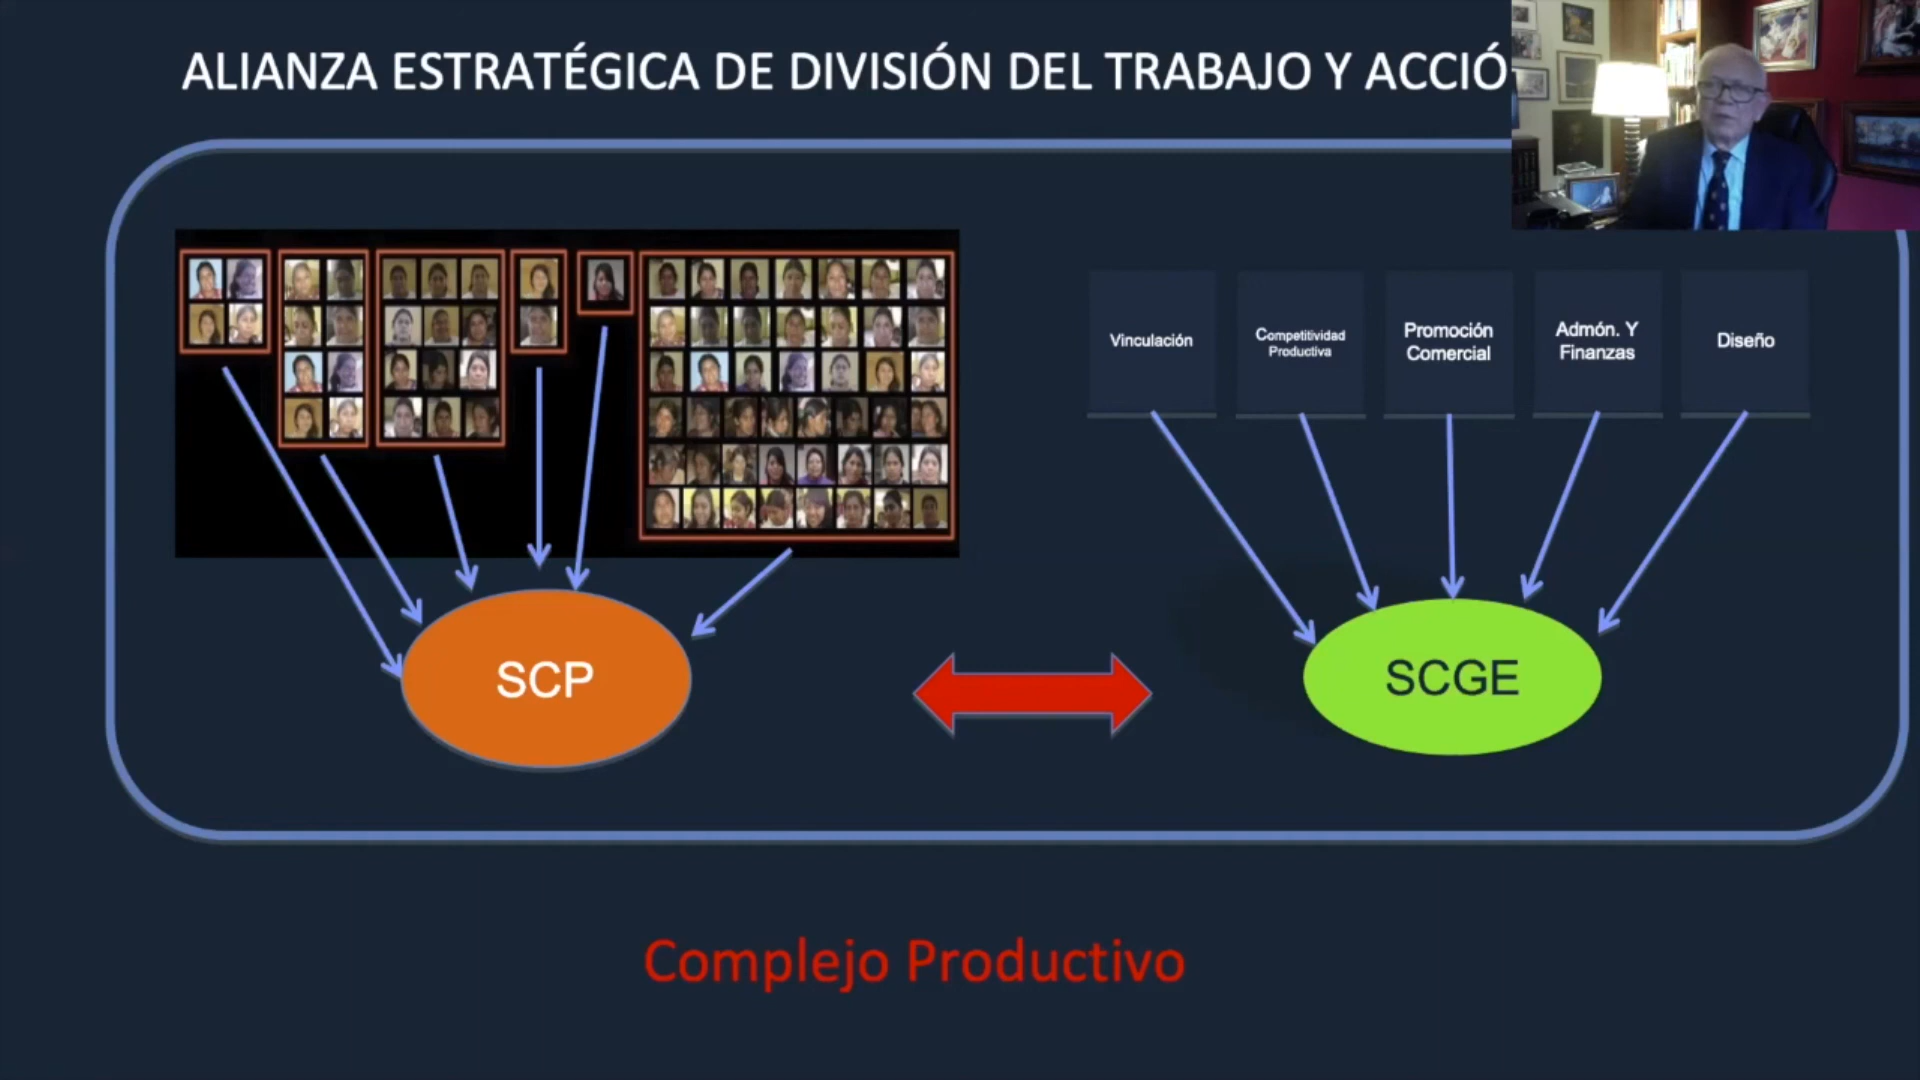 ALIANZA ESTRATÉGICA DE DIVISIÓN DEL TRABAJO Y ACCIÓ
Vinculación
Competitividad
Productiva
Promoción
Comercial
Admón. Y
Finanzas
Diseño
SCP
SCGE
Complejo Productivo